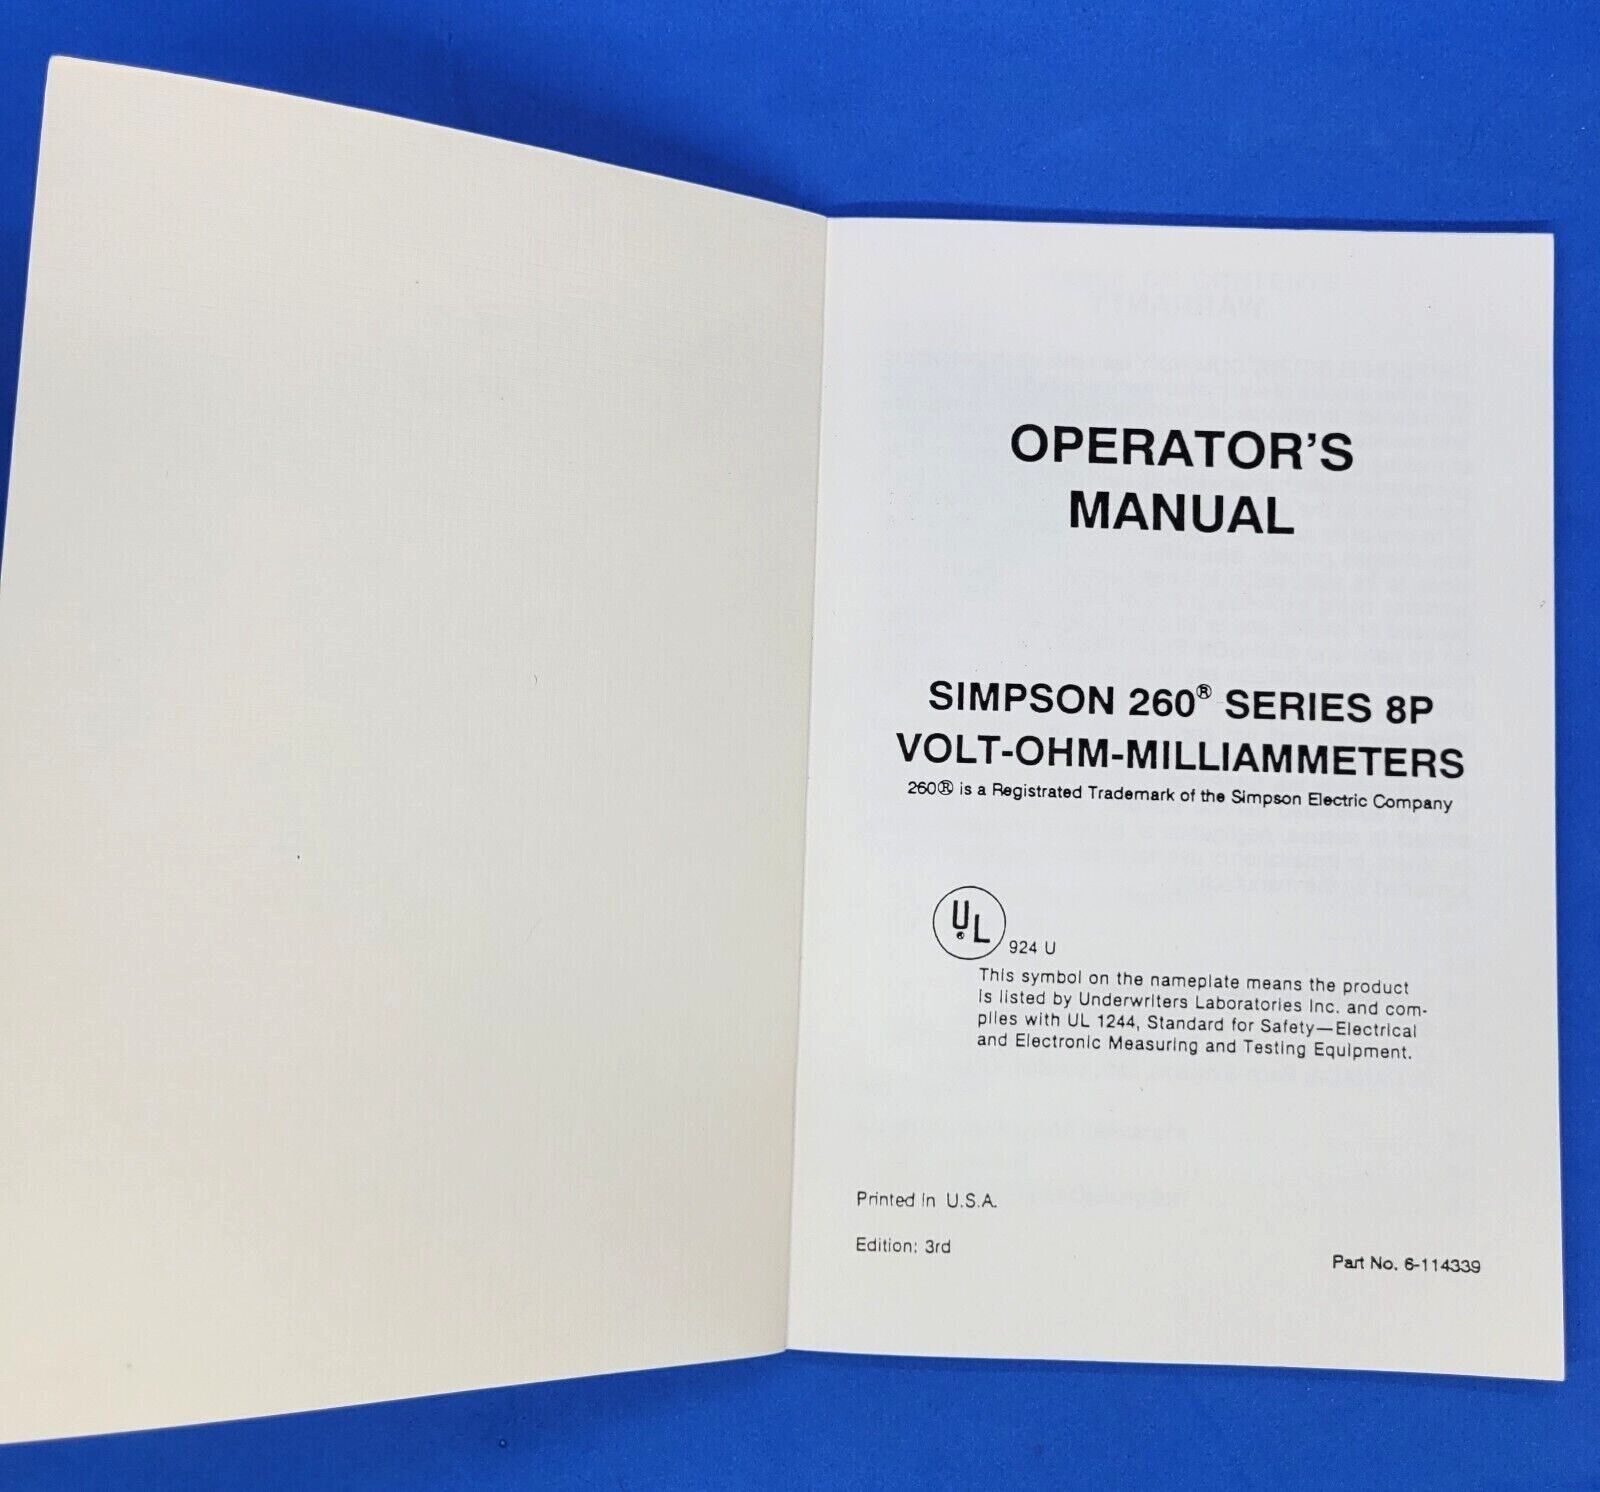 OPERATOR'S
MANUAL
SIMPSON 260® SERIES 8P
VOLT-OHM-MILLIAMMETERS
260® is a Registrated Trademark of the Simpson Electric Company
UL® 924 U
This symbol on the nameplate means the product
is listed by Underwriters Laboratories Inc. and com-
plies with UL 1244, Standard for Safety—Electrical
and Electronic Measuring and Testing Equipment.
Printed in U.S.A.
Edition: 3rd
Part No. 6-114339